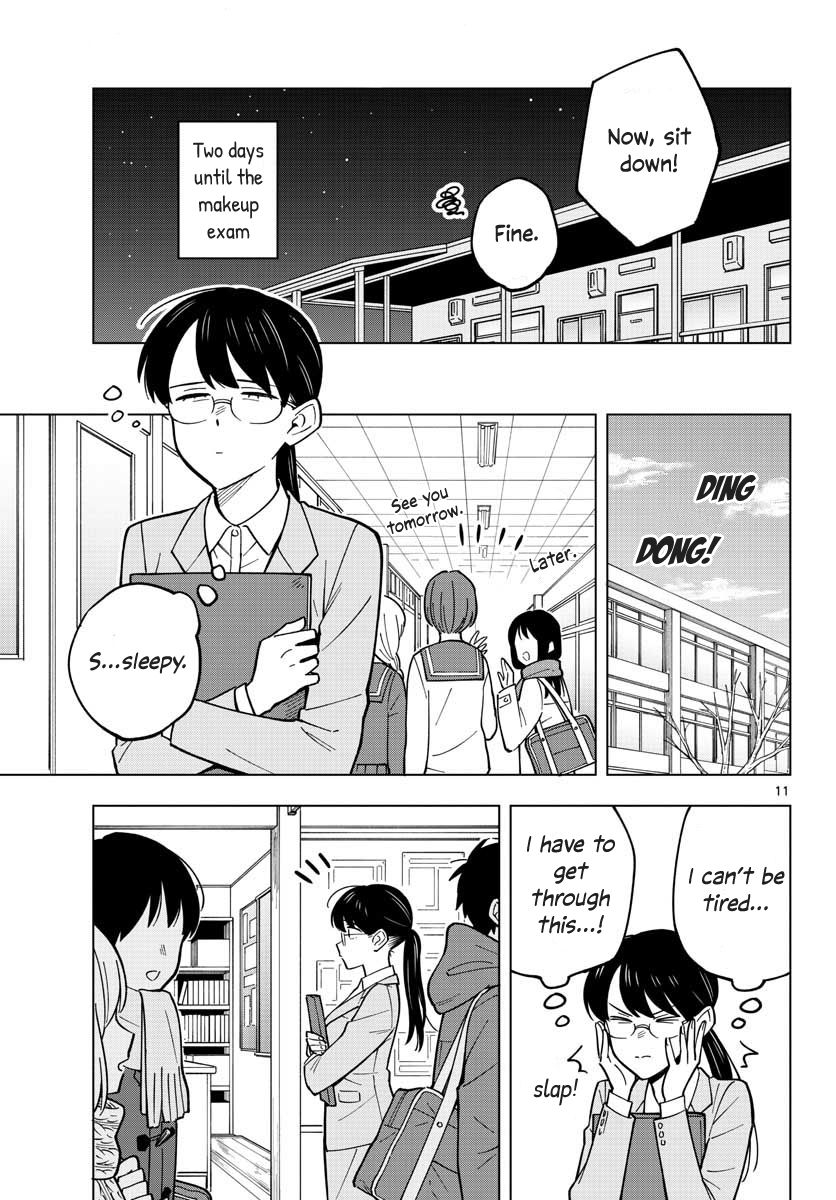 Now, sit
down!
Fine.
Two days
until the
makeup
exam
DING
DONG!
See you
tomorrow.
Later.
S...sleepy.
11
I can't be
tired...
I have to
get
through
this...!
slap!